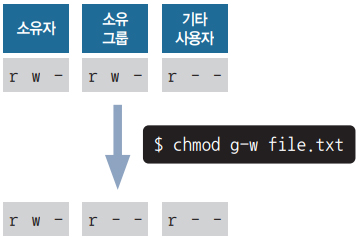 소유자
소유
그룹
기타
사용자
r w - r w - r - -
$ chmod g-w file.txt
r w - r - - r - -